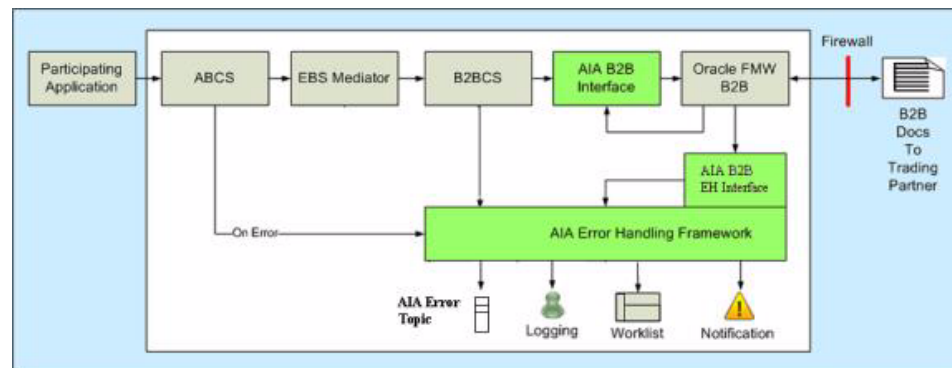 Participating
Application
ABCS
EBS Mediator
B2BCS
AIA B2B
Interface
Oracle FMW
B2B
Firewall
B2B
Docs
To
Trading
Partner
AIA B2B
EH Interface
On Error
AIA Error Handling Framework
AIA Error
Topic
Logging
Worklist
Notification